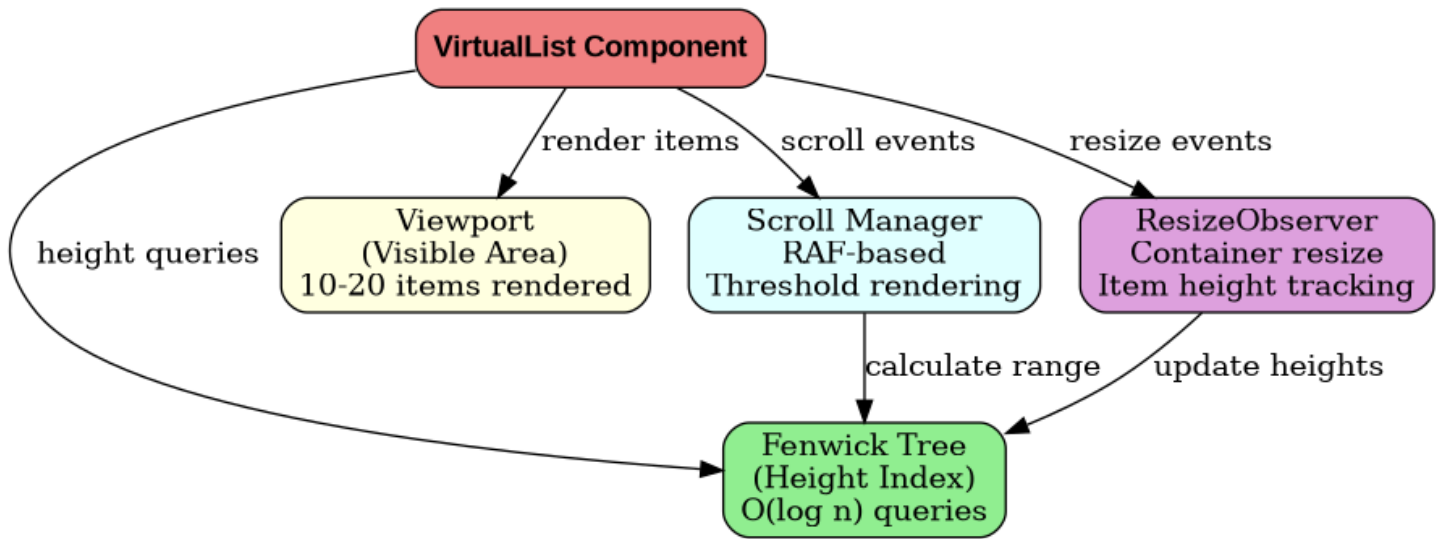 VirtualList Component
render items
scroll events
resize events
height queries
Viewport
(Visible Area)
10-20 items rendered
Scroll Manager
RAF-based
Threshold rendering
ResizeObserver
Container resize
Item height tracking
calculate range
update heights
Fenwick Tree
(Height Index)
O(log n) queries